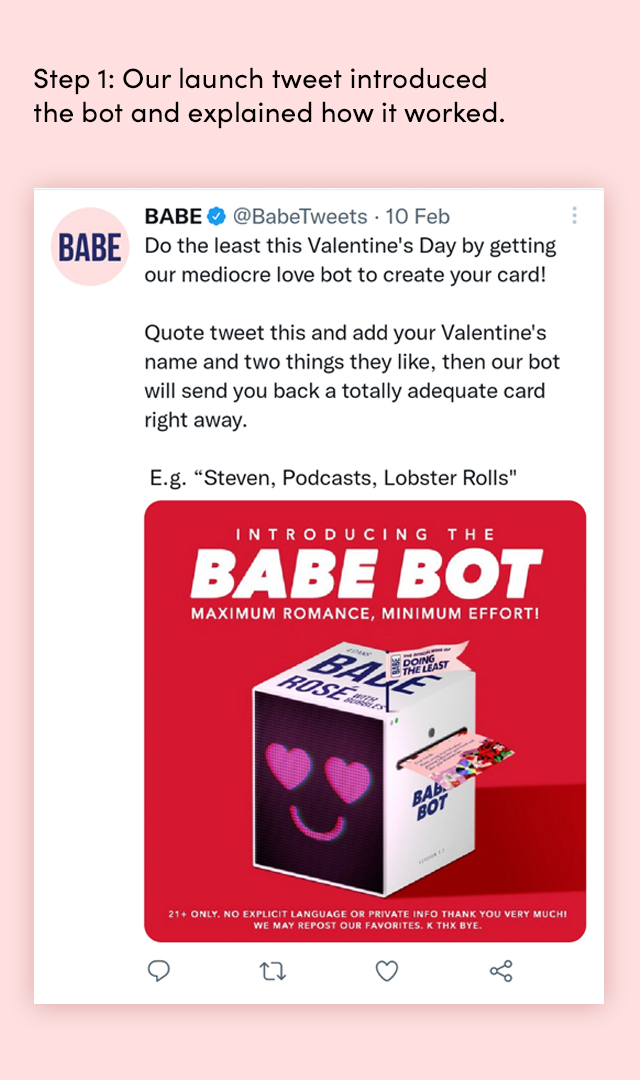 Step 1: Our launch tweet introduced
the bot and explained how it worked.
BABE @BabeTweets · 10 Feb
BABE
Do the least this Valentine's Day by getting
our mediocre love bot to create your card!
Quote tweet this and add your Valentine's
name and two things they like, then our bot
will send you back a totally adequate card
right away.
E.g. “Steven, Podcasts, Lobster Rolls"
INTRODUCING THE
BABE BOT
MAXIMUM ROMANCE, MINIMUM EFFORT!
BABE
ROSÉ WITH
BUBBLES
BABE
DOING
THE LEAST
BABE
BOT
21+ ONLY. NO EXPLICIT LANGUAGE OR PRIVATE INFO THANK YOU VERY MUCH!
WE MAY REPOST OUR FAVORITES. K THX BYE.